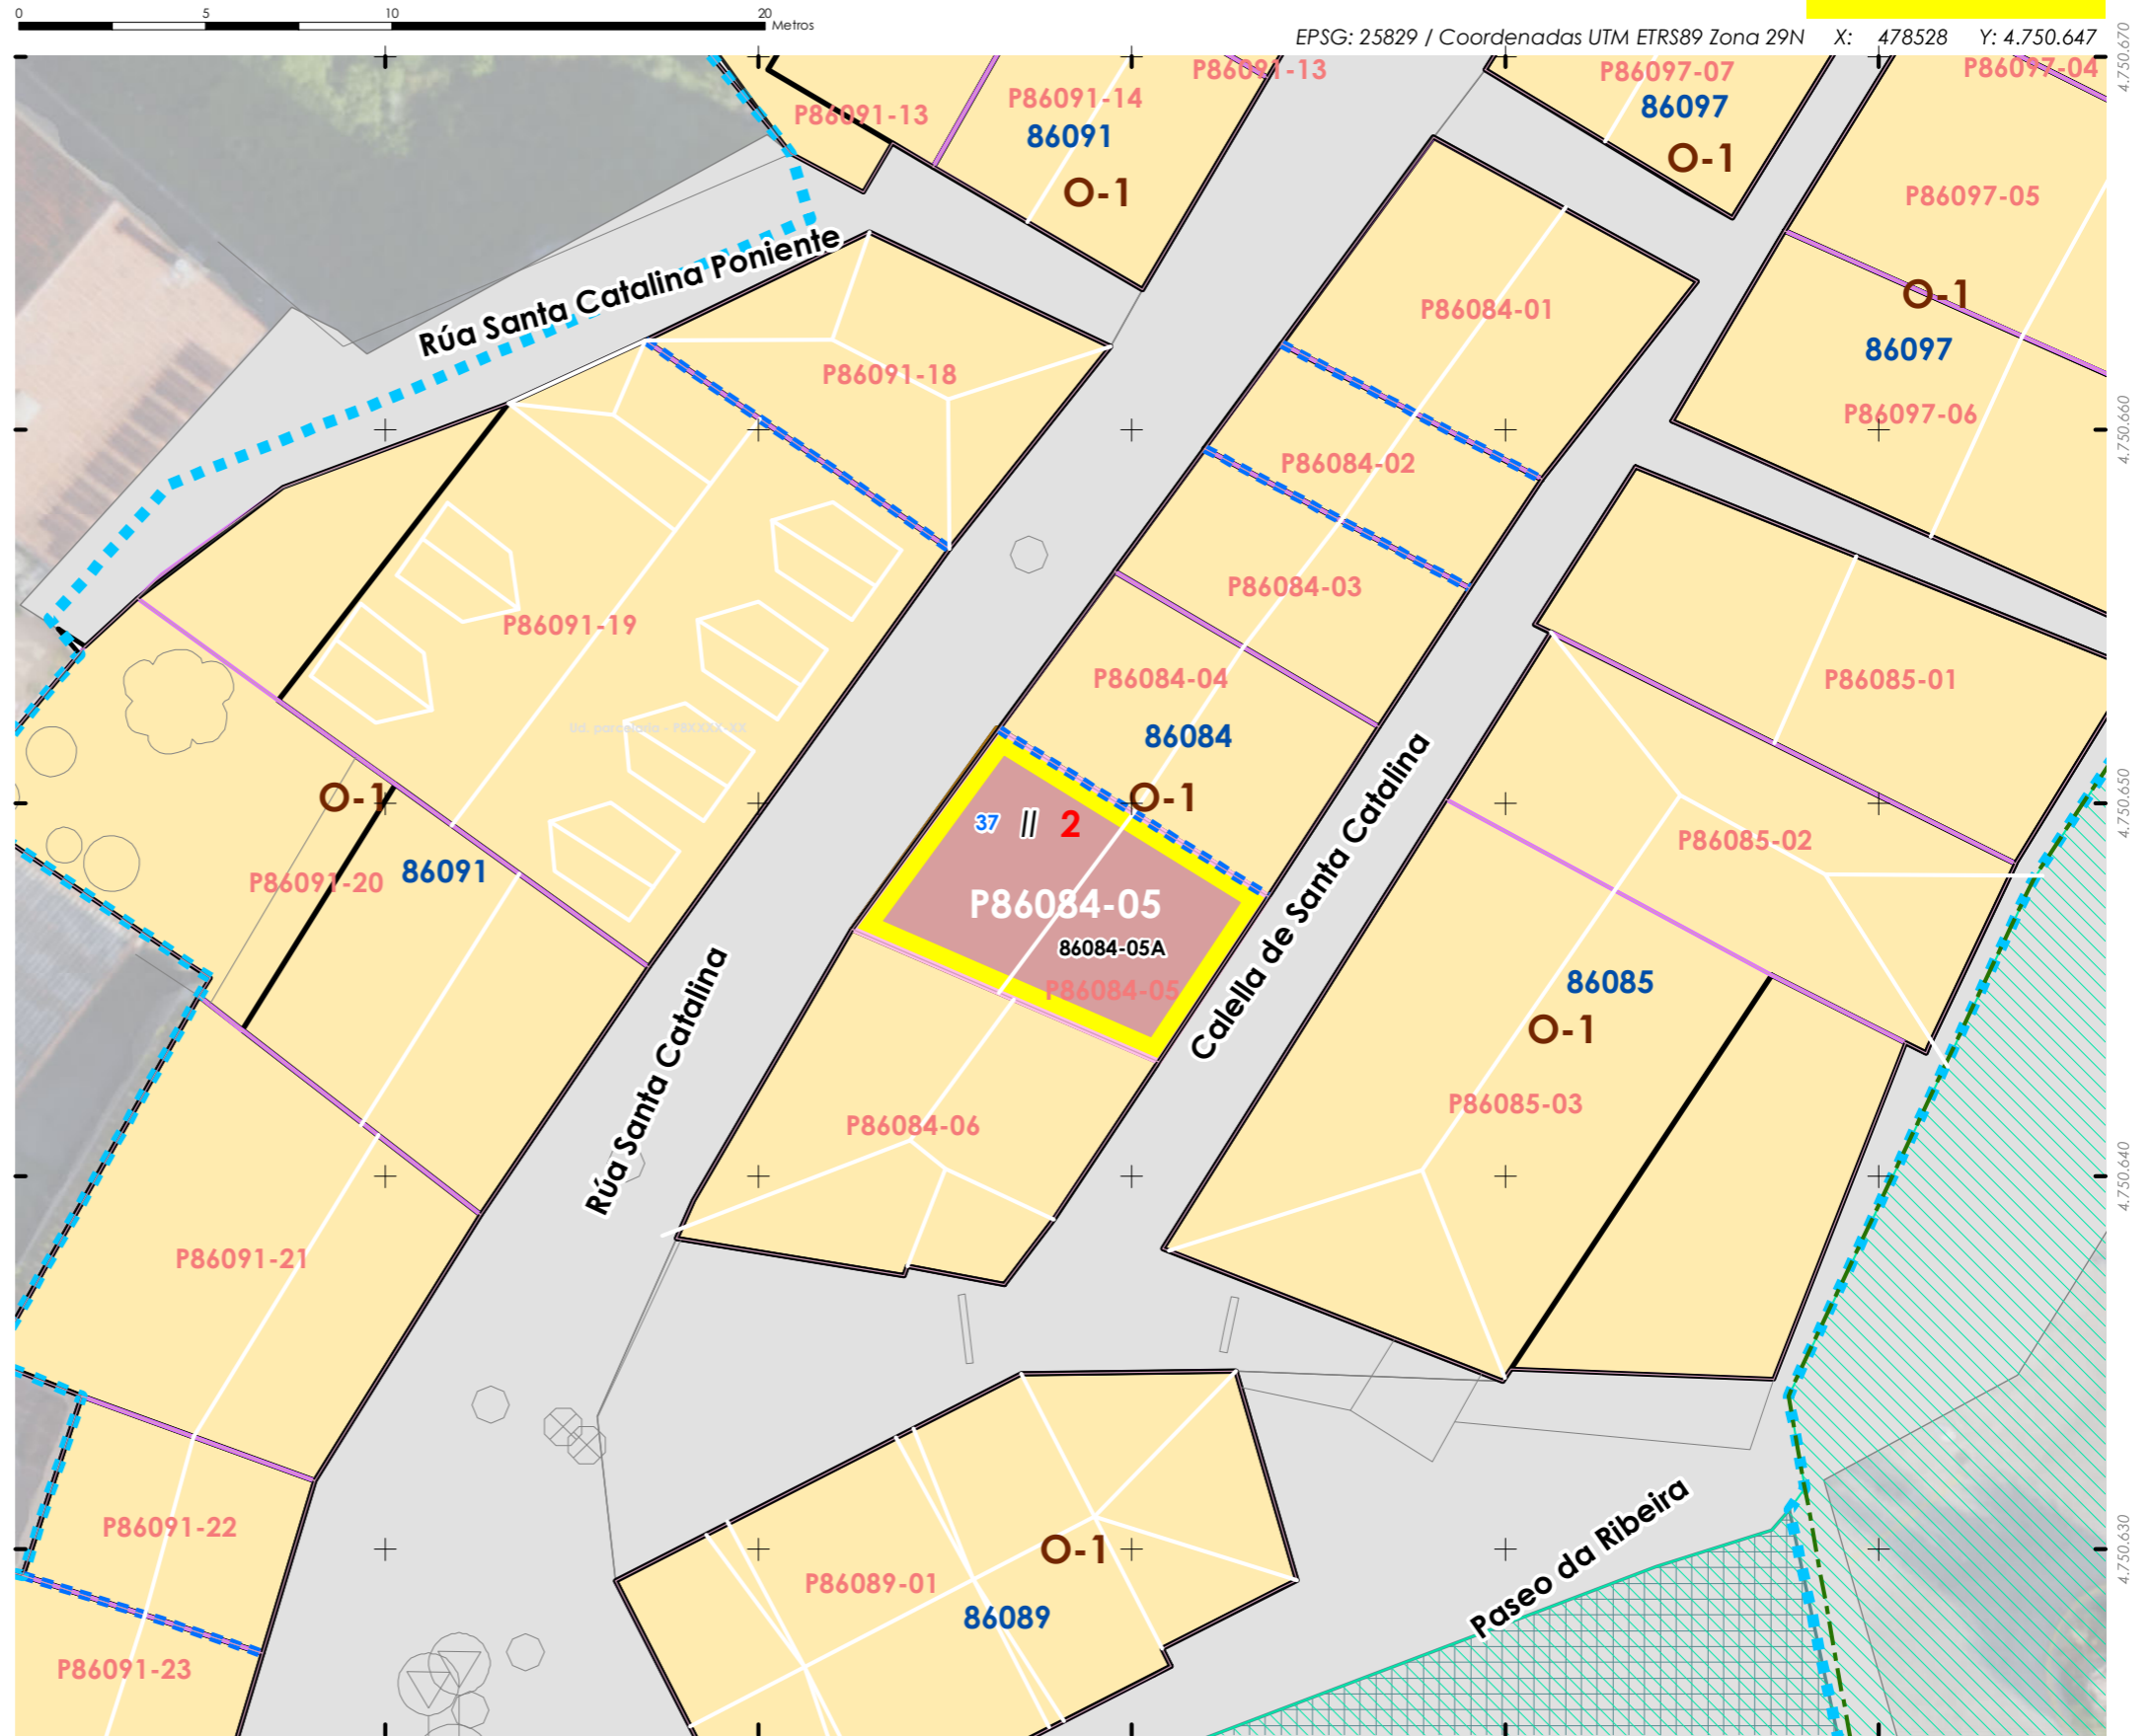 0 5 10 20
Metros
EPSG: 25829 / Coordenadas UTM ETRS89 Zona 29N X: 478528 Y: 4.750.647
4.750.670
P86091-13
P86097-07
P86097-04
P86091-14
86097
P86091-13
86091
O-1
O-1
P86097-05
Rúa Santa Catalina Poniente
O-1
P86084-01
86097
P86091-18
P86097-06
4.750.660
P86084-02
P86084-03
P86091-19
P86084-04
P86085-01
Ud. parcelaria - P8XXXX-XX
86084
O-1
O-1
4.750.650
37 II 2
P86085-02
86091
P86091-20
P86084-05
Calella de Santa Catalina
86084-05A
P86084-05
86085
O-1
Rúa Santa Catalina
P86085-03
P86084-06
4.750.640
P86091-21
P86091-22
Paseo da Ribeira
O-1
4.750.630
P86089-01
86089
P86091-23